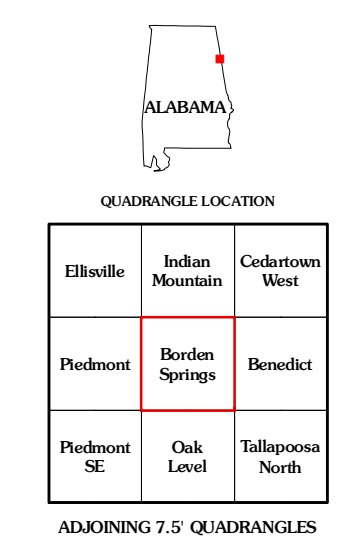 ALABAMA
QUADRANGLE LOCATION
Ellisville
Indian
Mountain
Cedartown
West
Piedmont
Borden
Springs
Benedict
Piedmont
SE
Oak
Level
Tallapoosa
North
ADJOINING 7.5' QUADRANGLES